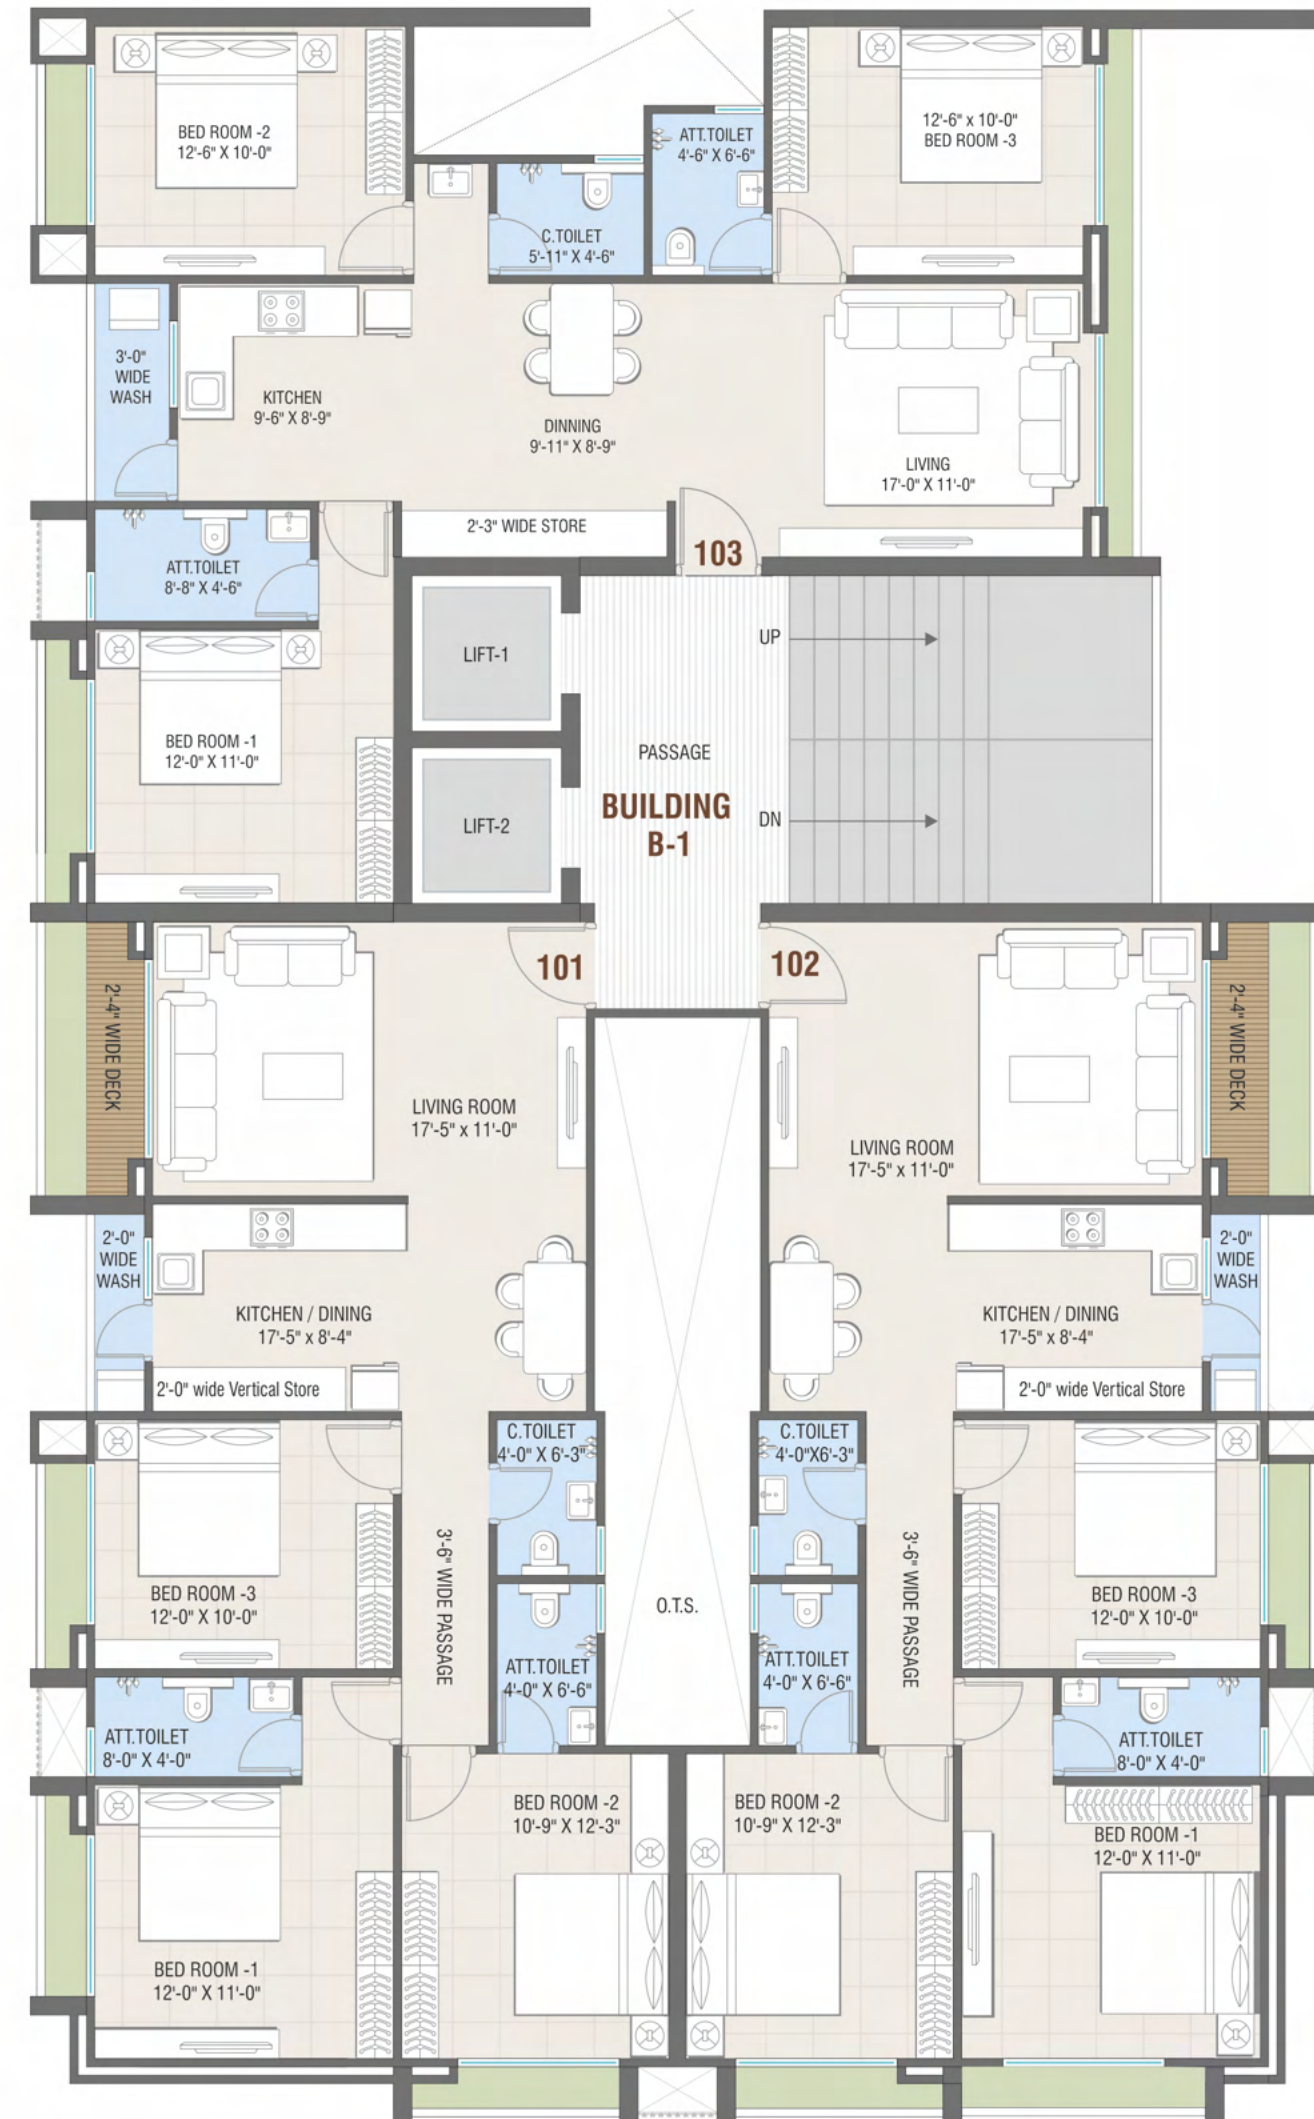 BED ROOM -2
12'-6" X 10'-0"
ATT.TOILET
4'-6" X 6'-6"
12'-6" x 10'-0"
BED ROOM -3
C.TOILET
5'-11" X 4'-6"
3'-0"
WIDE
WASH
KITCHEN
9'-6" X 8'-9"
DINNING
9'-11" X 8'-9"
LIVING
17'-0" X 11'-0"
2'-3" WIDE STORE
103
ATT.TOILET
8'-8" X 4'-6"
LIFT-1
UP
BED ROOM -1
12'-0" X 11'-0"
PASSAGE
BUILDING
B-1
LIFT-2
DN
101
102
2'-4" WIDE DECK
2'-4" WIDE DECK
LIVING ROOM
17'-5" x 11'-0"
LIVING ROOM
17'-5" x 11'-0"
2'-0"
WIDE
WASH
2'-0"
WIDE
WASH
KITCHEN / DINING
17'-5" x 8'-4"
KITCHEN / DINING
17'-5" x 8'-4"
2'-0" wide Vertical Store
2'-0" wide Vertical Store
C.TOILET
4'-0" X 6'-3"
C.TOILET
4'-0"X6'-3"
3'-6" WIDE PASSAGE
3'-6" WIDE PASSAGE
BED ROOM -3
12'-0" X 10'-0"
O.T.S.
BED ROOM -3
12'-0" X 10'-0"
ATT.TOILET
4'-0" X 6'-6"
ATT.TOILET
4'-0" X 6'-6"
ATT.TOILET
8'-0" X 4'-0"
ATT.TOILET
8'-0" X 4'-0"
BED ROOM -2
10'-9" X 12'-3"
BED ROOM -2
10'-9" X 12'-3"
BED ROOM -1
12'-0" X 11'-0"
BED ROOM -1
12'-0" X 11'-0"